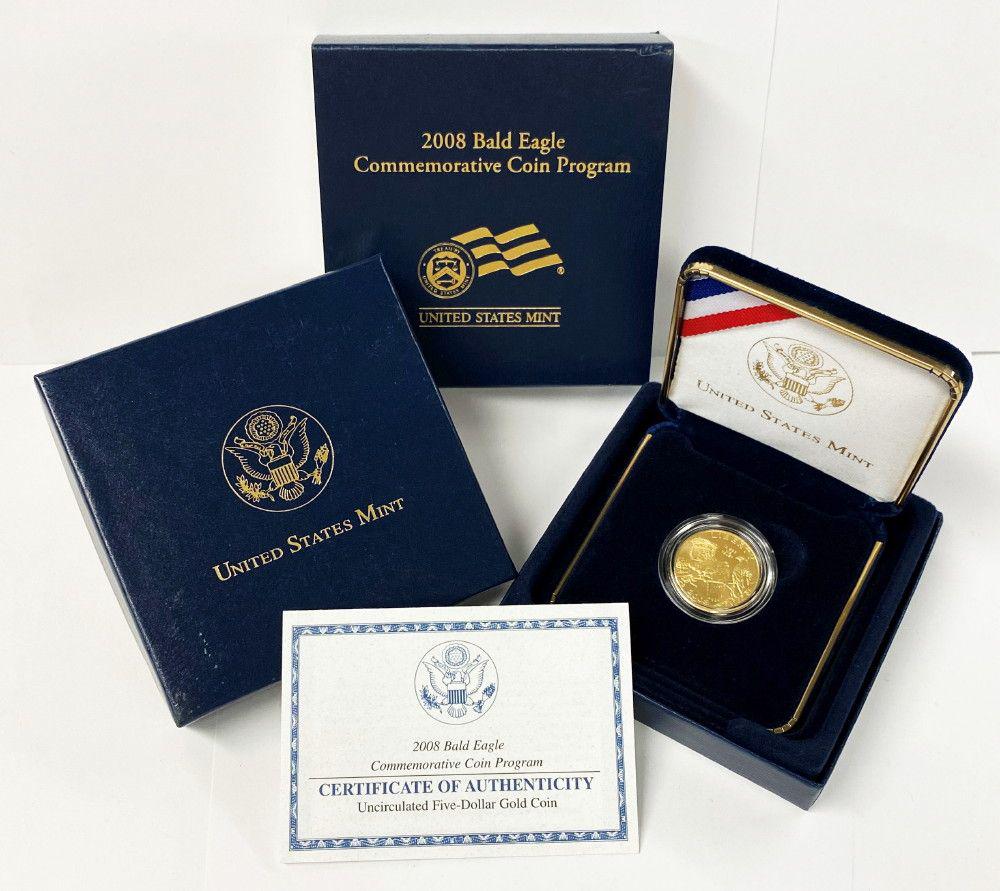 2008 Bald Eagle
Commemorative Coin Program
UNITED STATES MINT
UNITED STATES MINT
UNITED STATES MINT
LIBERTY
2008 Bald Eagle
Commemorative Coin Program
CERTIFICATE OF AUTHENTICITY
Uncirculated Five-Dollar Gold Coin